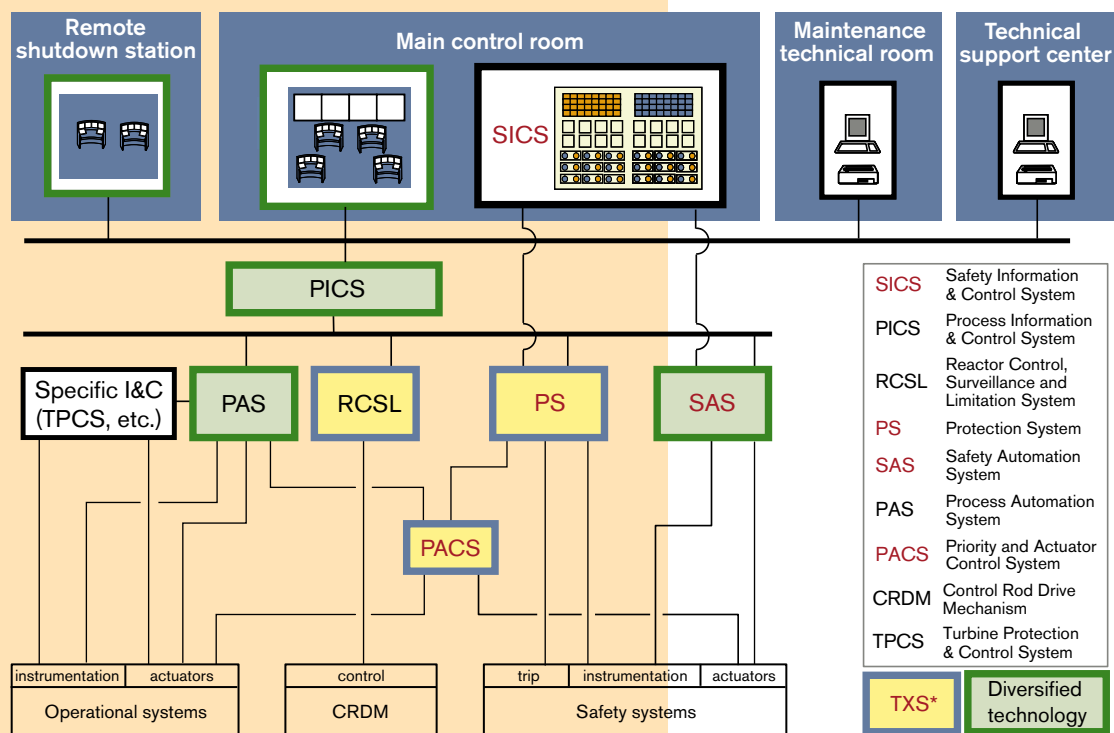 Remote
shutdown station
Main control room
Maintenance
technical room
Technical
support center
SICS
PICS
Specific I&C
(TPCS, etc.)
PAS
RCSL
PS
SAS
PACS
instrumentation
actuators
Operational systems
control
CRDM
trip
instrumentation
actuators
Safety systems
SICS Safety Information
& Control System
PICS Process Information
& Control System
RCSL Reactor Control,
Surveillance and
Limitation System
PS Protection System
SAS Safety Automation
System
PAS Process Automation
System
PACS Priority and Actuator
Control System
CRDM Control Rod Drive
Mechanism
TPCS Turbine Protection
& Control System
TXS*
Diversified
technology